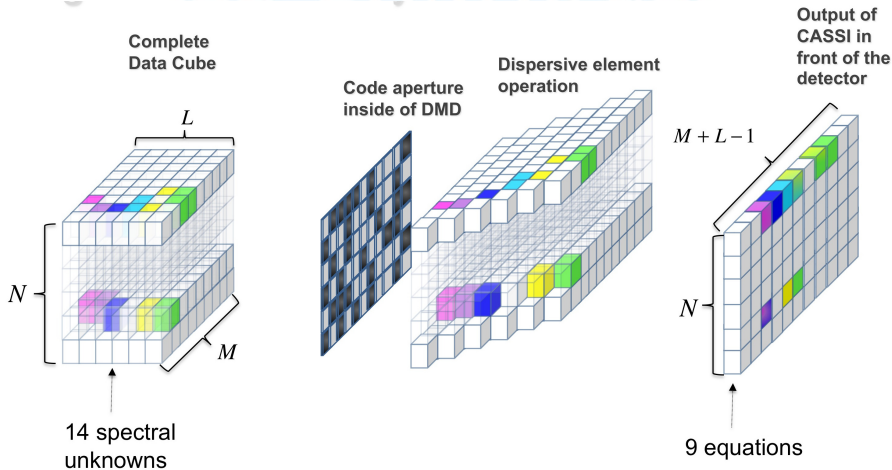 Complete
Data Cube
Code aperture
inside of DMD
Dispersive element
operation
Output of
CASSI in
front of the
detector
L
M + L − 1
N
M
N
14 spectral
unknowns
9 equations